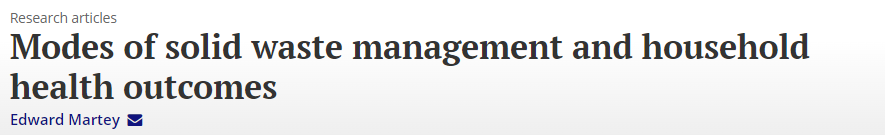 Research articles
Modes of solid waste management and household
health outcomes
Edward Martey